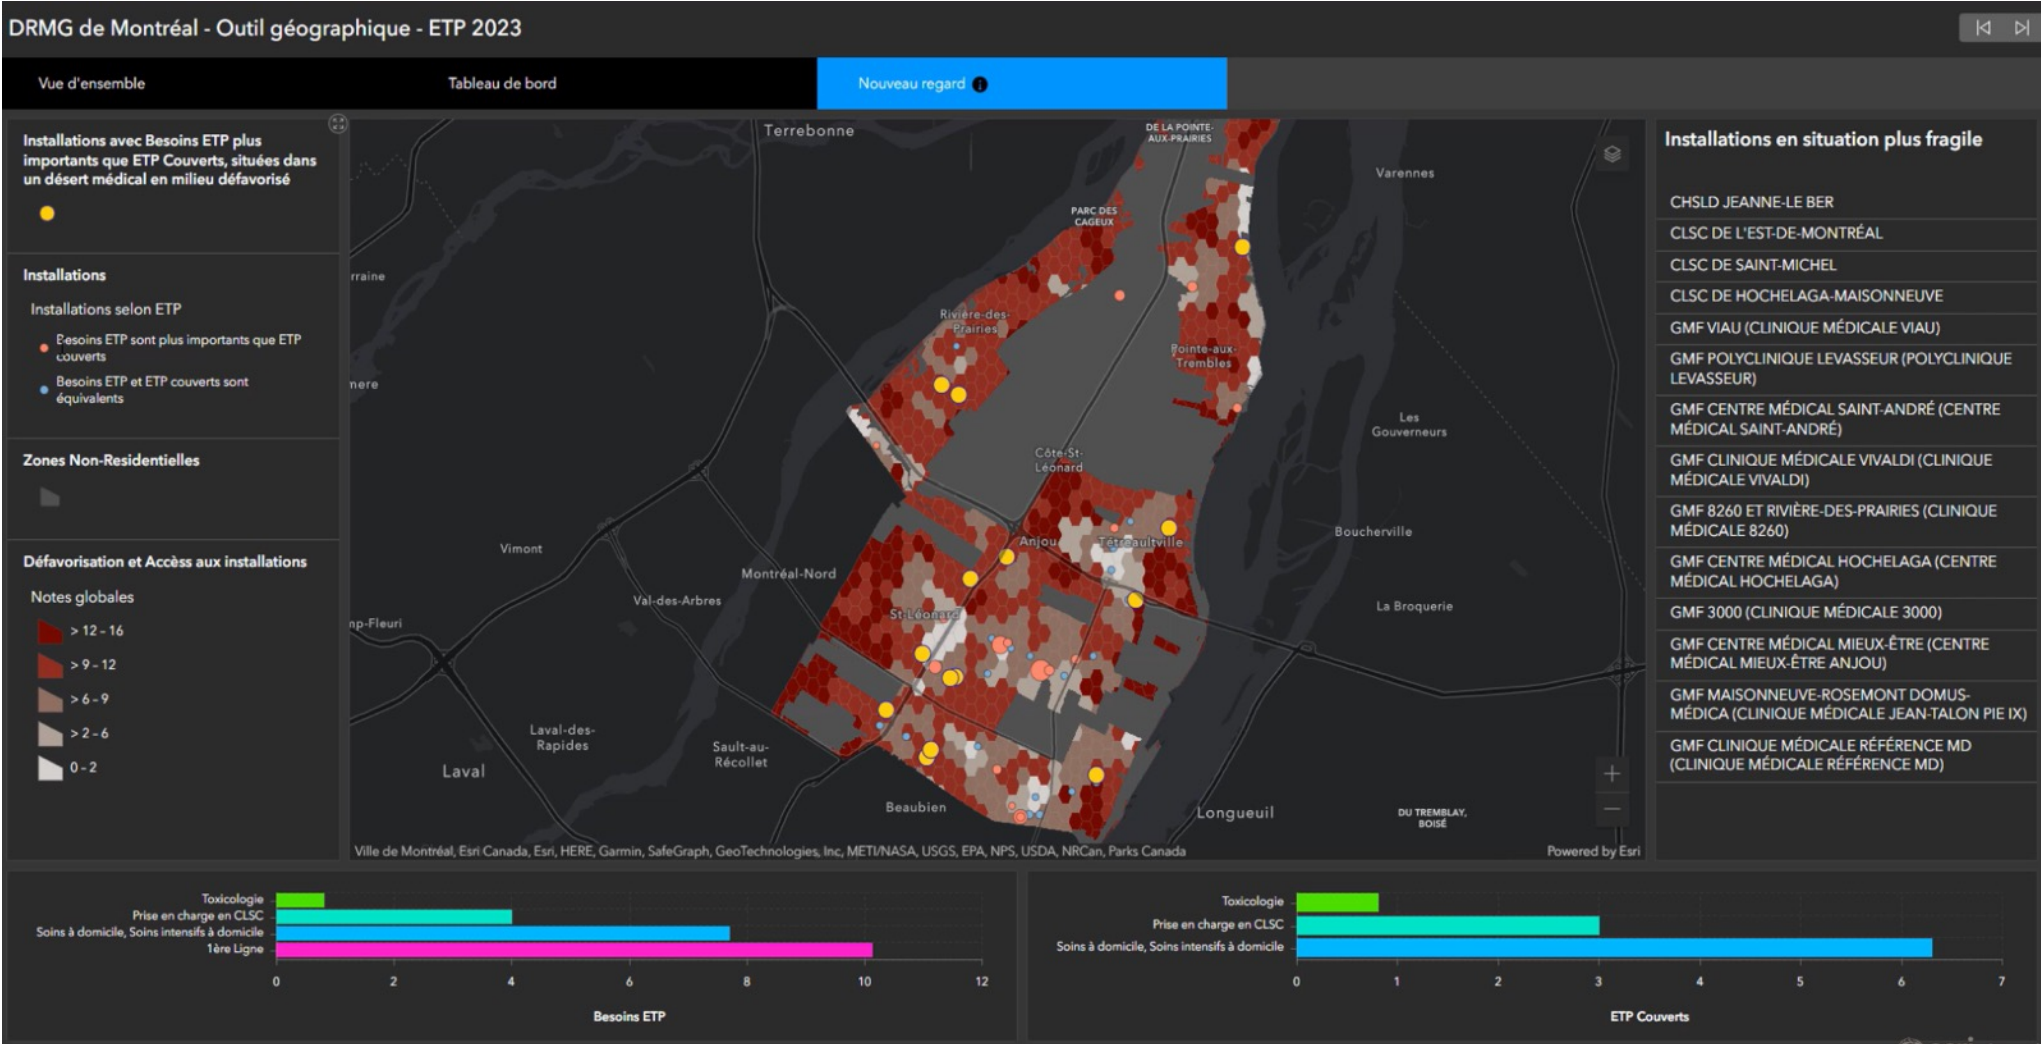 DRMG de Montréal - Outil géographique - ETP 2023
Vue d'ensemble
Tableau de bord
Nouveau regard
Installations avec Besoins ETP plus
importants que ETP Couverts, situées dans
un désert médical en milieu défavorisé
Installations
Installations selon ETP
Besoins ETP sont plus importants que ETP
couverts
Besoins ETP et ETP couverts sont
équivalents
Zones Non-Residentielles
Défavorisation et Accès aux installations
Notes globales
> 12 - 16
> 9 - 12
> 6 - 9
> 2 - 6
0 - 2
Terrebonne
DE LA POINTE-
AUX-PRAIRIES
Varennes
PARC DES
CAGEUX
rraine
Rivière-des-
Prairies
Pointe-aux-
Trembles
mere
Les
Gouverneurs
Côte-St-
Léonard
Boucherville
Anjou
Tétreaultville
Vimont
Montréal-Nord
Val-des-Arbres
La Broquerie
St-Léonard
mp-Fleuri
Laval-des-
Rapides
Sault-au-
Récollet
Laval
Beaubien
Longueuil
DU TREMBLAY,
BOISÉ
Ville de Montréal, Esri Canada, Esri, HERE, Garmin, SafeGraph, GeoTechnologies, Inc, METI/NASA, USGS, EPA, NPS, USDA, NRCan, Parks Canada
Powered by Esri
Installations en situation plus fragile
CHSLD JEANNE-LE BER
CLSC DE L'EST-DE-MONTRÉAL
CLSC DE SAINT-MICHEL
CLSC DE HOCHELAGA-MAISONNEUVE
GMF VIAU (CLINIQUE MÉDICALE VIAU)
GMF POLYCLINIQUE LEVASSEUR (POLYCLINIQUE
LEVASSEUR)
GMF CENTRE MÉDICAL SAINT-ANDRÉ (CENTRE
MÉDICAL SAINT-ANDRÉ)
GMF CLINIQUE MÉDICALE VIVALDI (CLINIQUE
MÉDICALE VIVALDI)
GMF 8260 ET RIVIÈRE-DES-PRAIRIES (CLINIQUE
MÉDICALE 8260)
GMF CENTRE MÉDICAL HOCHELAGA (CENTRE
MÉDICAL HOCHELAGA)
GMF 3000 (CLINIQUE MÉDICALE 3000)
GMF CENTRE MÉDICAL MIEUX-ÊTRE (CENTRE
MÉDICAL MIEUX-ÊTRE ANJOU)
GMF MAISONNEUVE-ROSEMONT DOMUS-
MÉDICA (CLINIQUE MÉDICALE JEAN-TALON PIE IX)
GMF CLINIQUE MÉDICALE RÉFÉRENCE MD
(CLINIQUE MÉDICALE RÉFÉRENCE MD)
Toxicologie
Prise en charge en CLSC
Soins à domicile, Soins intensifs à domicile
1ère Ligne
0 2 4 6 8 10 12
Besoins ETP
Toxicologie
Prise en charge en CLSC
Soins à domicile, Soins intensifs à domicile
0 1 2 3 4 5 6 7
ETP Couverts